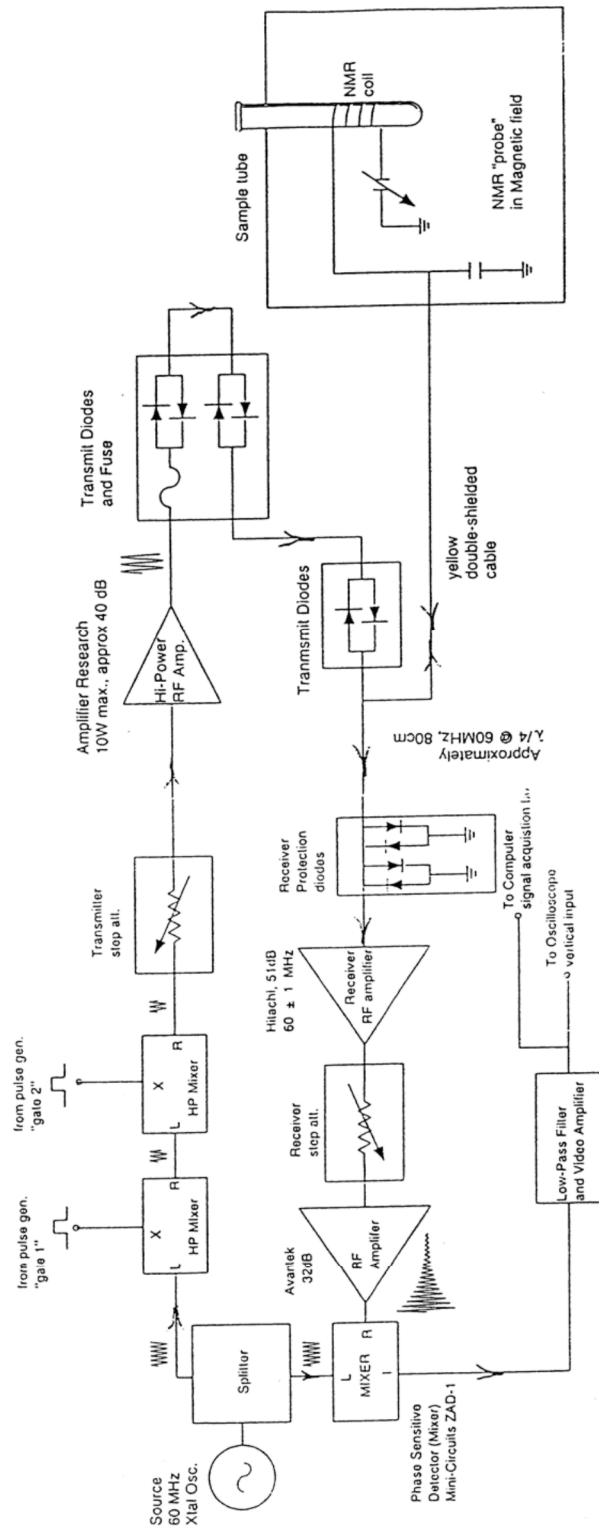 Source
60 MHz
Xtal Osc.
Splitter
from pulse gen.
"gate 1"
L
X
R
HP Mixer
from pulse gen.
"gate 2"
L
X
R
HP Mixer
Transmitter
step att.
Amplifier Research
10W max., approx 40 dB
Hi-Power
RF Amp.
Transmit Diodes
and Fuse
Tranmsmit Diodes
yellow
double-shielded
cable
Sample tube
NMR
coil
NMR "probe"
in Magnetic field
Approximately
λ/4 @ 60MHz, 80cm
Receiver
Protection
diodes
Hitachi, 51dB
60 ± 1 MHz
Receiver
RF amplifier
Receiver
step att.
Avantek
32dB
RF
Amplifer
L
R
I
MIXER
Phase Sensitive
Detector (Mixer)
Mini-Circuits ZAD-1
Low-Pass Filter
and Video Amplifier
To Computer
signal acquistion
To Oscilloscope
vertical input